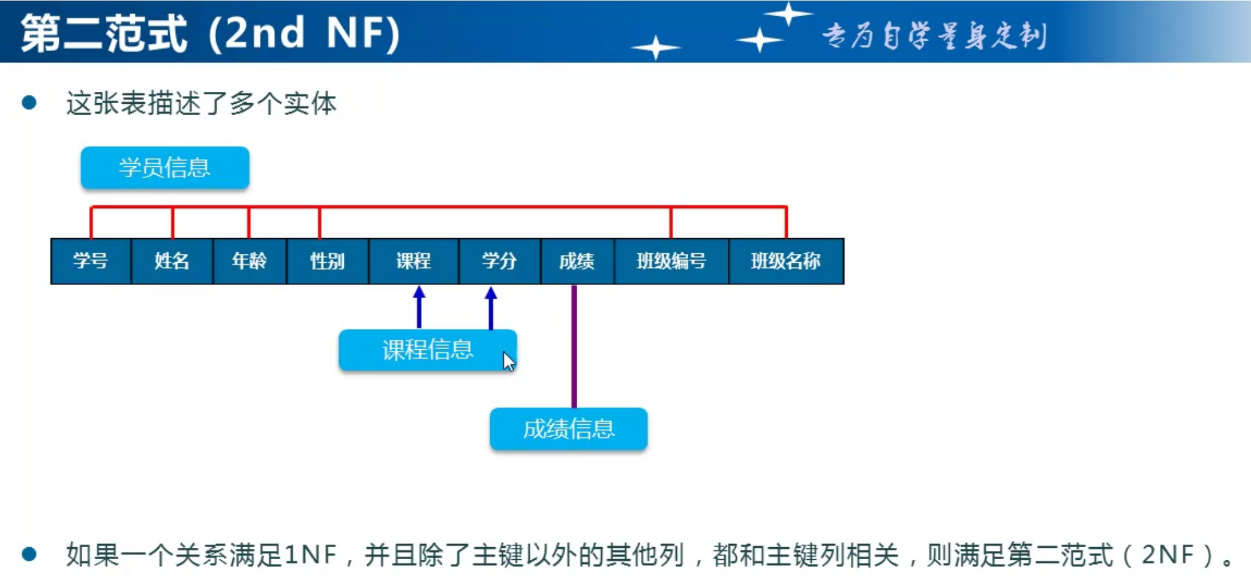 第二范式 (2nd NF)
专为自学量身定制
这张表描述了多个实体
学员信息
学号 姓名 年龄 性别 课程 学分 成绩 班级编号 班级名称
课程信息
成绩信息
如果一个关系满足1NF，并且除了主键以外的其他列，都和主键列相关，则满足第二范式（2NF）。